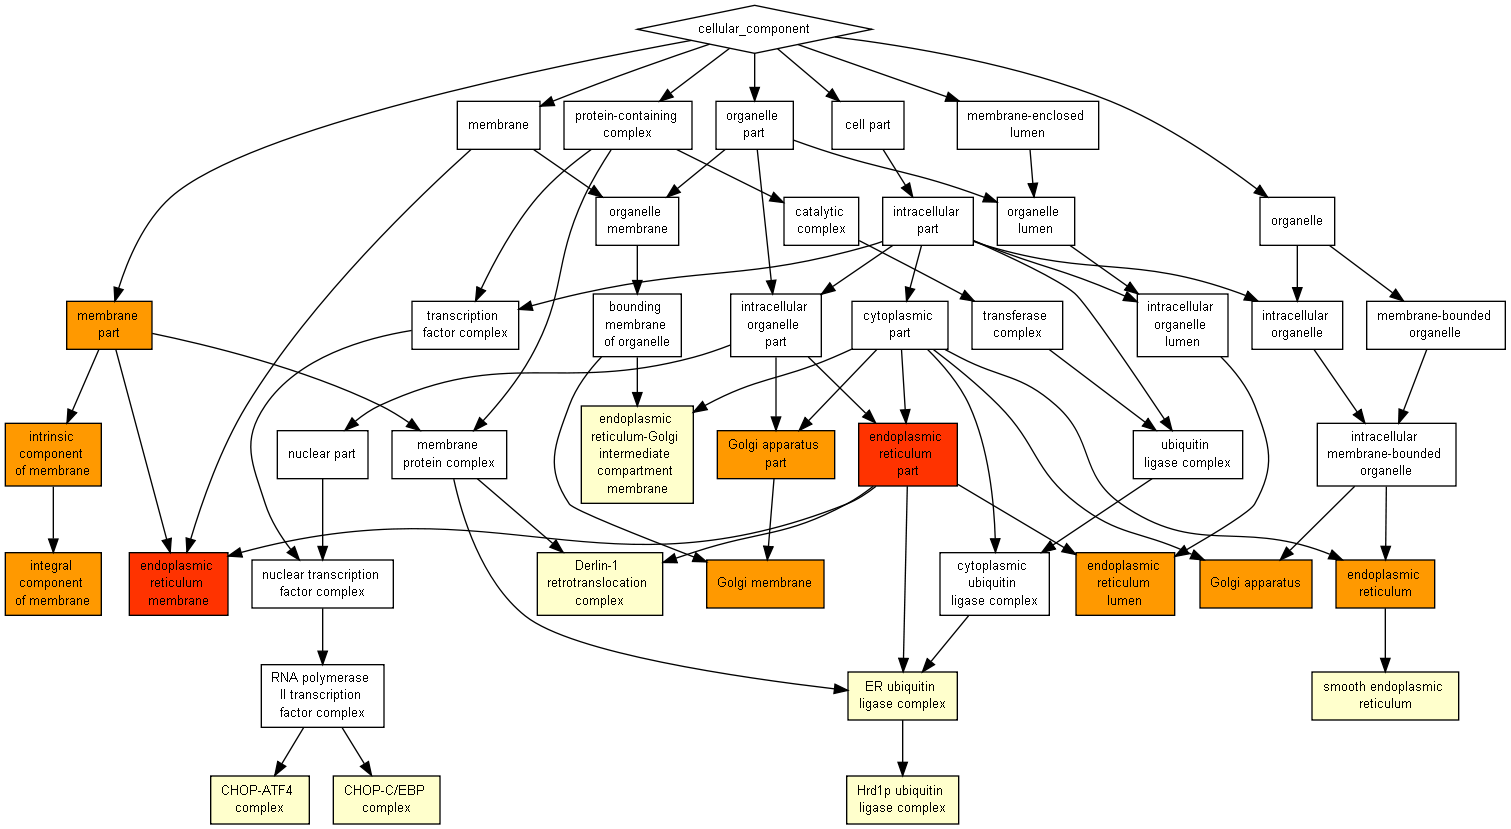 cellular_component
membrane
protein-containing
complex
organelle
part
cell part
membrane-enclosed
lumen
organelle
membrane
catalytic
complex
intracellular
part
organelle
lumen
organelle
membrane
part
transcription
factor complex
bounding
membrane
of organelle
intracellular
organelle
part
cytoplasmic
part
transferase
complex
intracellular
organelle
lumen
intracellular
organelle
membrane-bounded
organelle
intrinsic
component
of membrane
nuclear part
membrane
protein complex
endoplasmic
reticulum-Golgi
intermediate
compartment
membrane
Golgi apparatus
part
endoplasmic
reticulum
part
ubiquitin
ligase complex
intracellular
membrane-bounded
organelle
integral
component
of membrane
endoplasmic
reticulum
membrane
nuclear transcription
factor complex
Derlin-1
retrotranslocation
complex
Golgi membrane
cytoplasmic
ubiquitin
ligase complex
endoplasmic
reticulum
lumen
Golgi apparatus
endoplasmic
reticulum
RNA polymerase
II transcription
factor complex
ER ubiquitin
ligase complex
smooth endoplasmic
reticulum
CHOP-ATF4
complex
CHOP-C/EBP
complex
Hrd1p ubiquitin
ligase complex